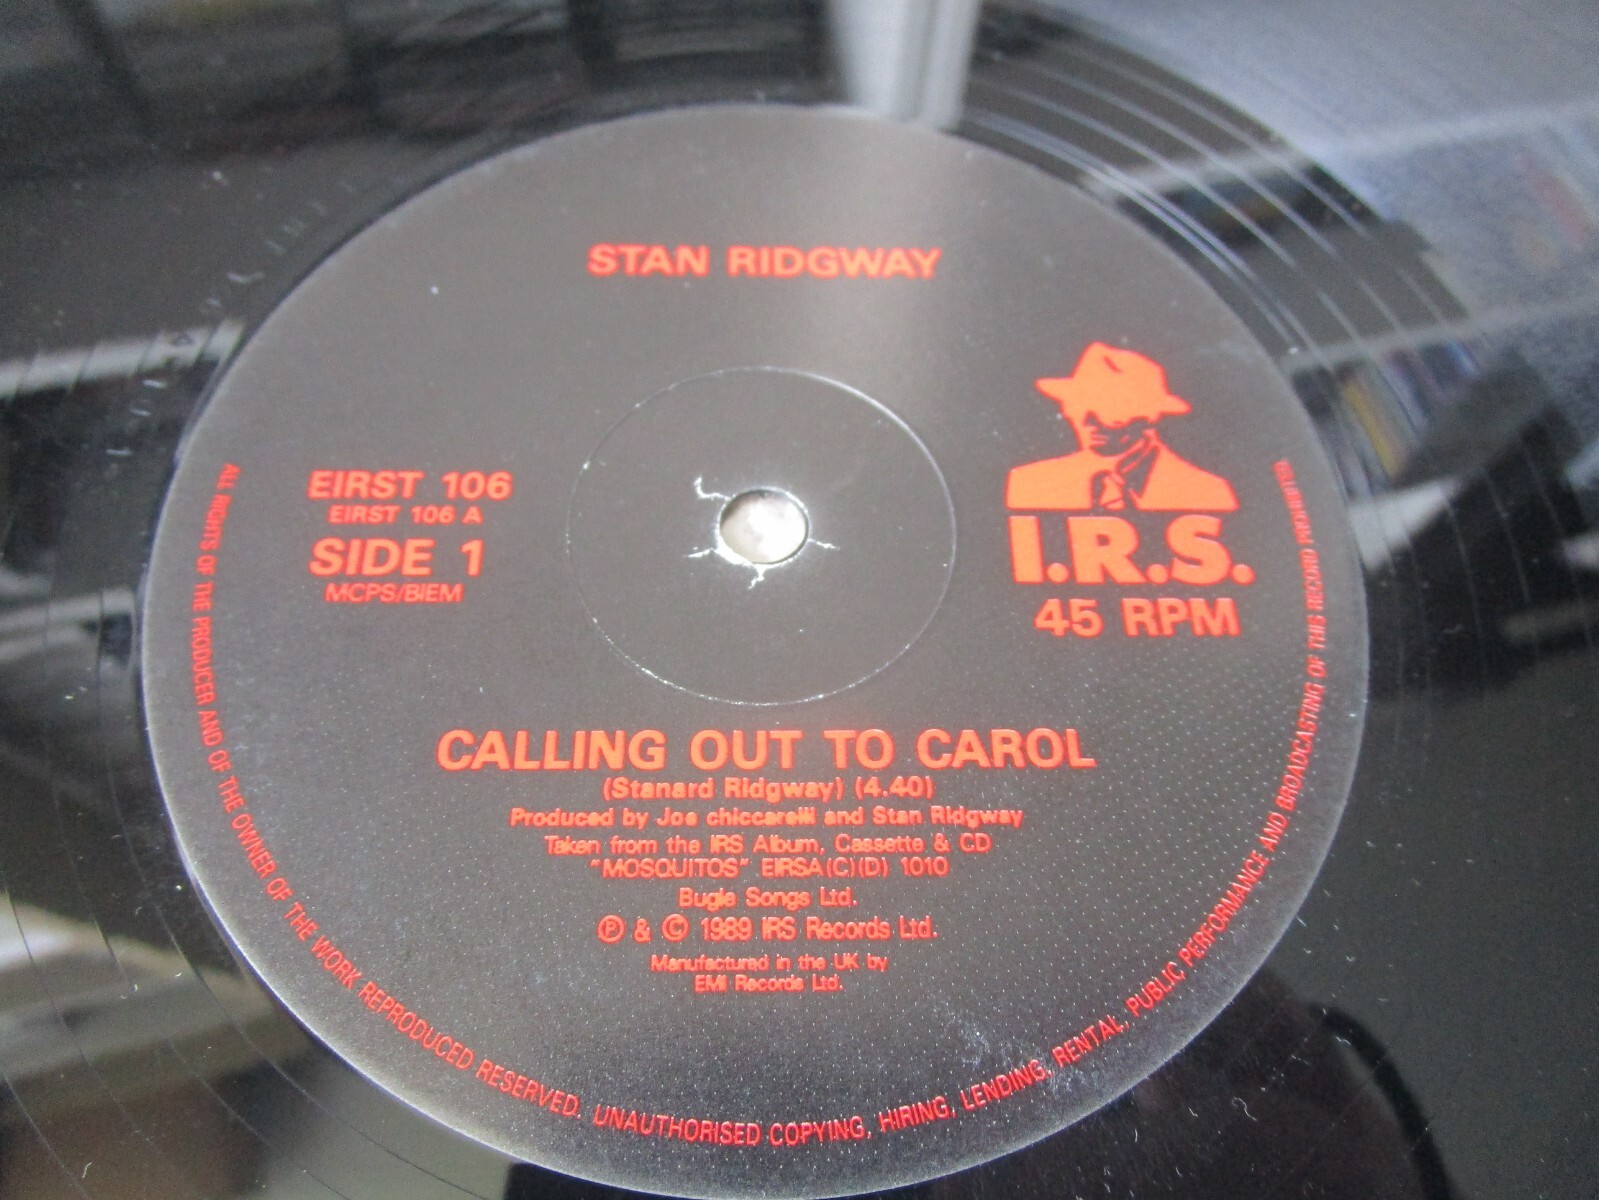 STAN RIDGWAY
EIRST 106
EIRST 106 A
SIDE 1
MCPS/BIEM
I.R.S.
45 RPM
CALLING OUT TO CAROL
(Stanard Ridgway) (4.40)
Produced by Joe chiccarelli and Stan Ridgway
Taken from the IRS Album, Cassette & CD
"MOSQUITOS" EIRSA(C)(D) 1010
Bugle Songs Ltd.
Ⓟ & © 1989 IRS Records Ltd.
Manufactured in the UK by
EMI Records Ltd.
ALL RIGHTS OF THE PRODUCER AND OF THE OWNER OF THE WORK REPRODUCED RESERVED. UNAUTHORISED COPYING, HIRING, LENDING, RENTAL, PUBLIC PERFORMANCE AND BROADCASTING OF THIS RECORD PROHIBITED.